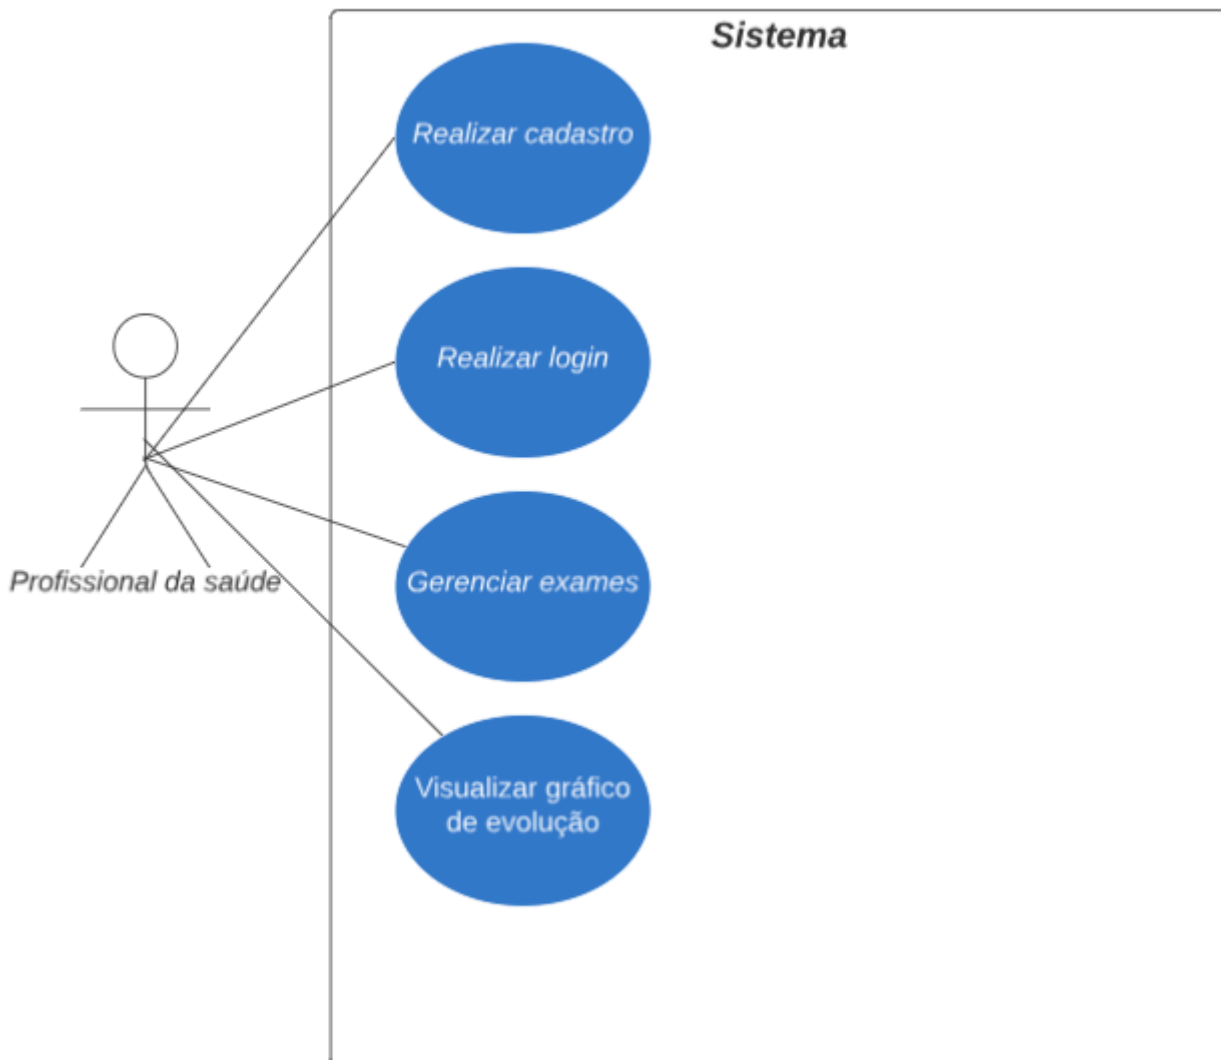 Sistema
Realizar cadastro
Realizar login
Profissional da saúde
Gerenciar exames
Visualizar gráfico
de evolução